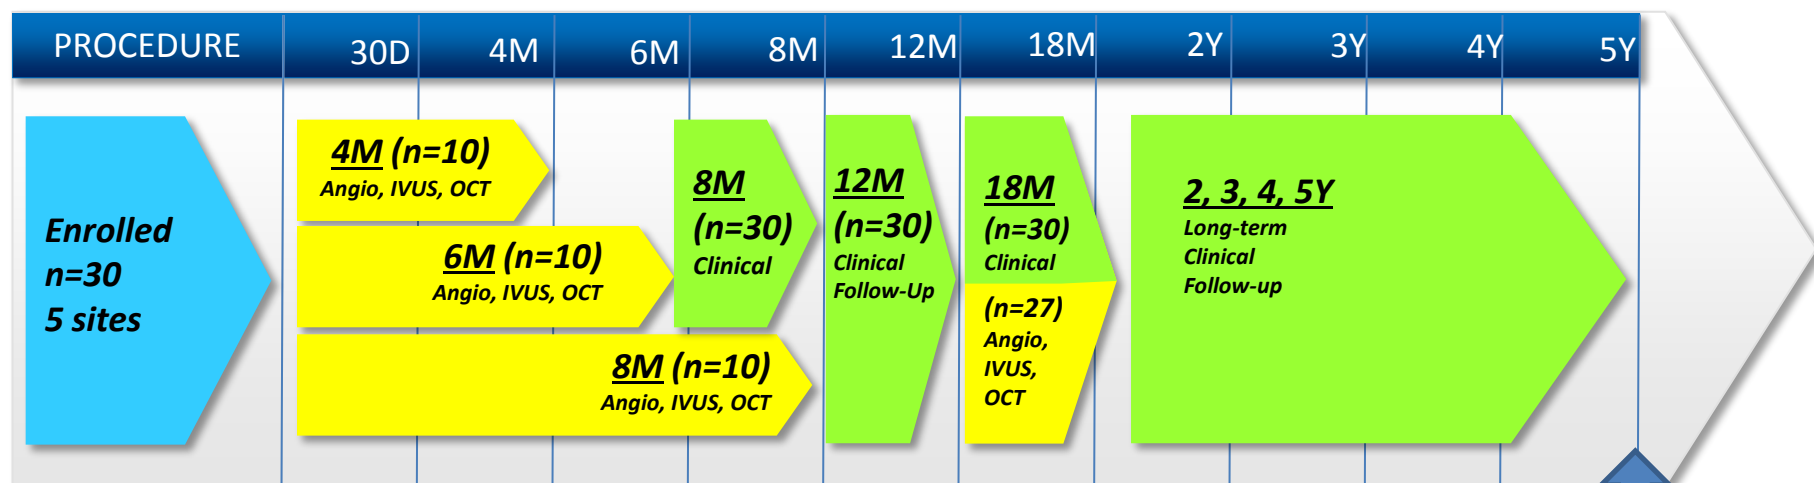 PROCEDURE 30D 4M 6M 8M 12M 18M 2Y 3Y 4Y 5Y
Enrolled
n=30
5 sites
4M (n=10)
Angio, IVUS, OCT
6M (n=10)
Angio, IVUS, OCT
8M (n=10)
Angio, IVUS, OCT
8M
(n=30)
Clinical
12M
(n=30)
Clinical
Follow-Up
18M
(n=30)
Clinical
(n=27)
Angio,
IVUS,
OCT
2, 3, 4, 5Y
Long-term
Clinical
Follow-up